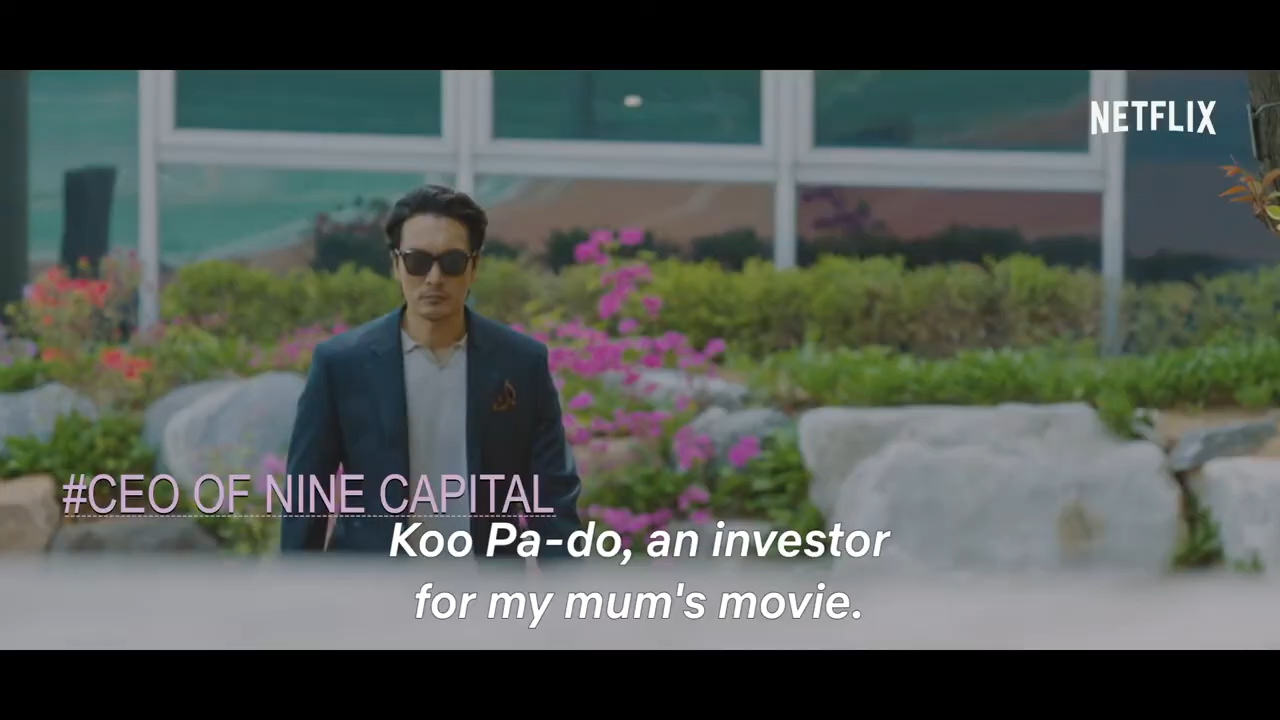 NETFLIX
#CEO OF NINE CAPITAL
Koo Pa-do, an investor
for my mum's movie.